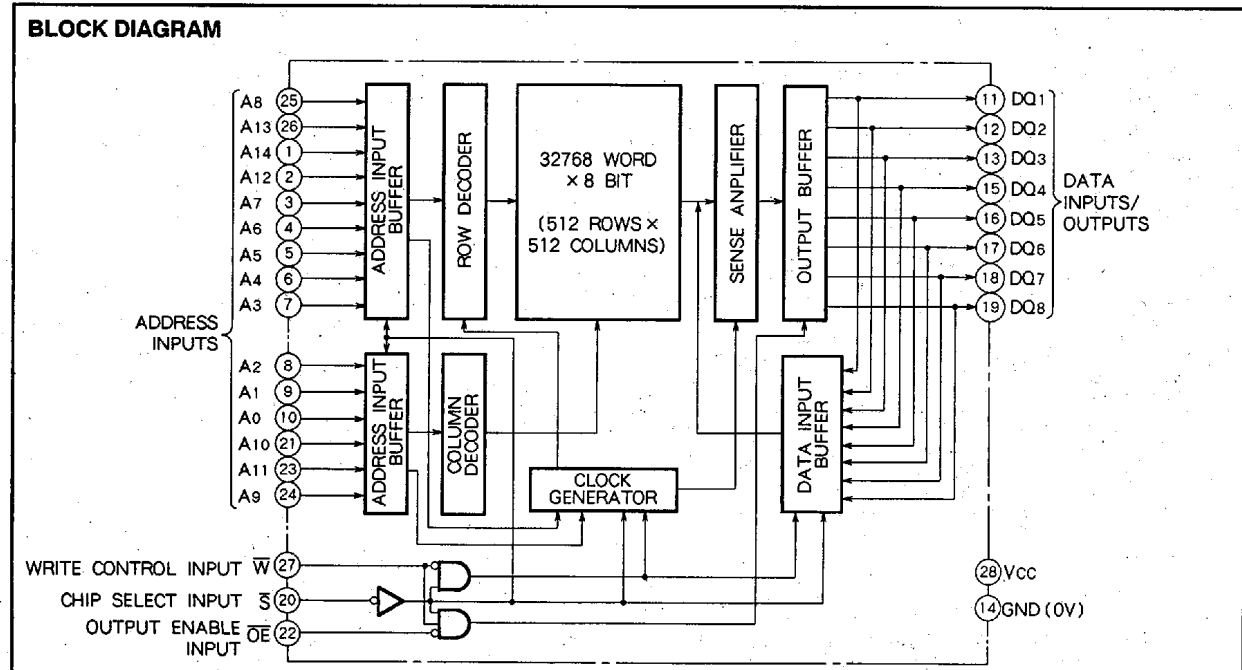 BLOCK DIAGRAM
A8 25
A13 26
A14 1
A12 2
A7 3
A6 4
A5 5
A4 6
A3 7
ADDRESS
INPUTS
A2 8
A1 9
A0 10
A10 21
A11 23
A9 24
WRITE CONTROL INPUT W̅ 27
CHIP SELECT INPUT S̅ 20
OUTPUT ENABLE
INPUT O̅E̅ 22
ADDRESS INPUT
BUFFER
ROW DECODER
32768 WORD
× 8 BIT
(512 ROWS ×
512 COLUMNS)
SENSE ANPLIFIER
OUTPUT BUFFER
ADDRESS INPUT
BUFFER
COLUMN
DECODER
CLOCK
GENERATOR
DATA INPUT
BUFFER
11 DQ1
12 DQ2
13 DQ3
15 DQ4
16 DQ5
17 DQ6
18 DQ7
19 DQ8
DATA
INPUTS/
OUTPUTS
28 Vcc
14 GND (0V)